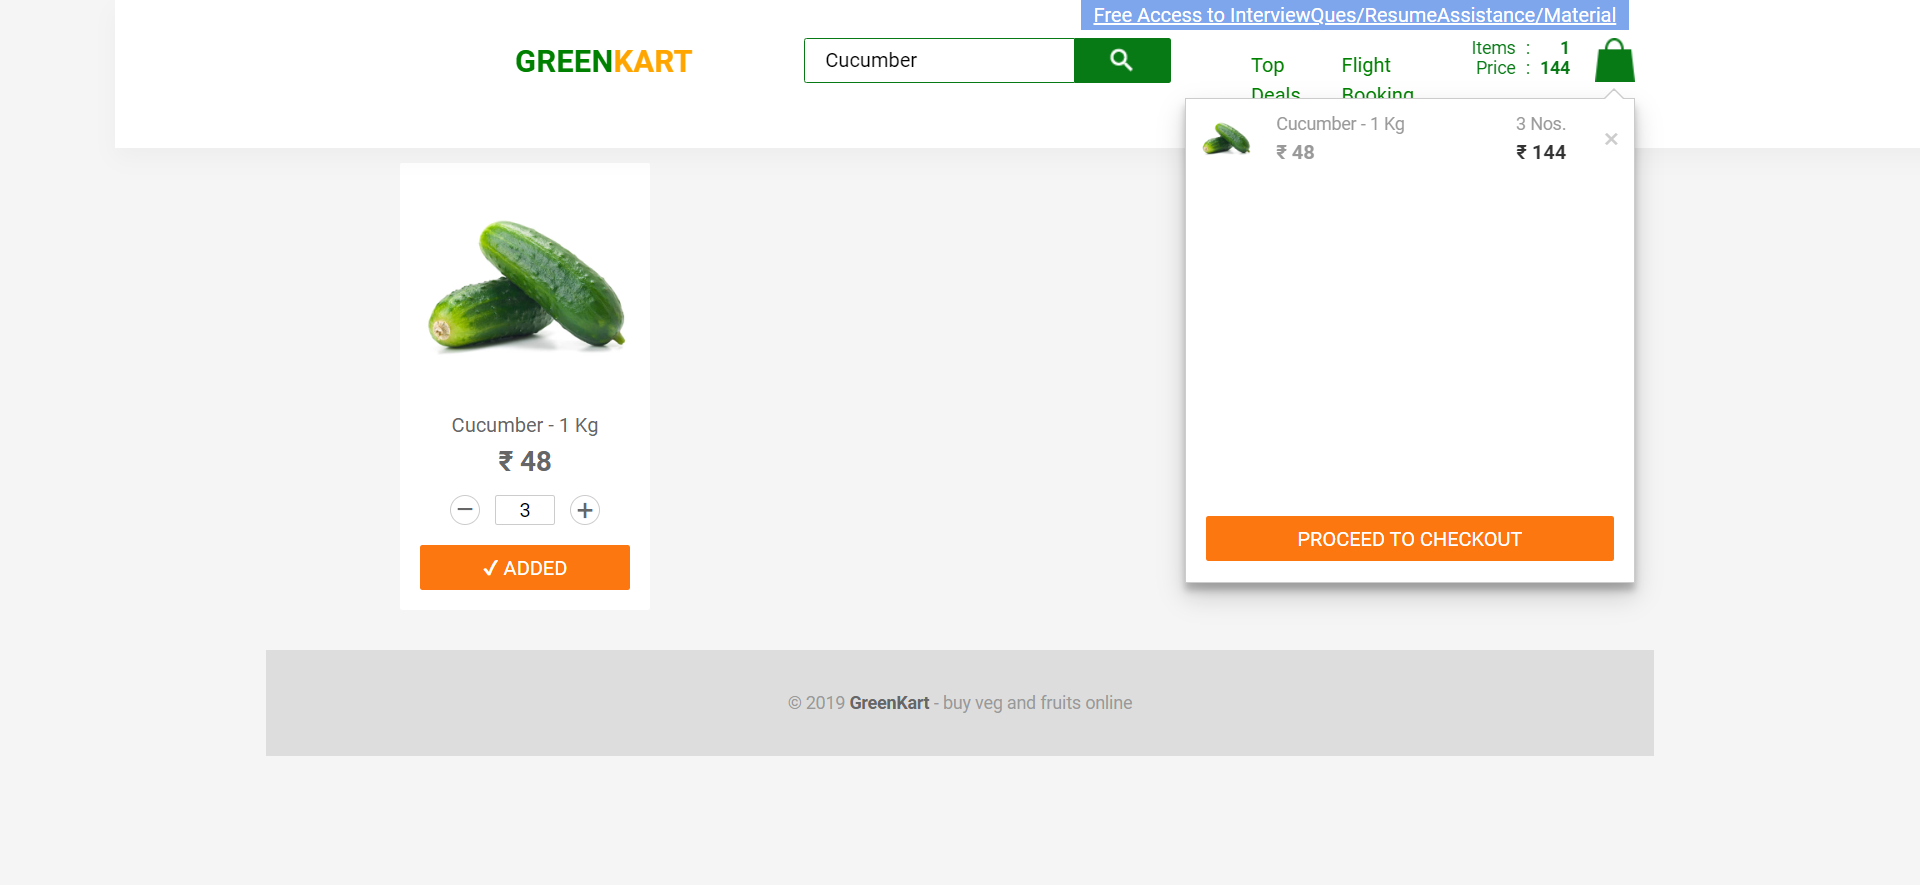 Free Access to InterviewQues/ResumeAssistance/Material
GREENKART
Cucumber
Top Deals
Flight Booking
Items : 1
Price : 144
Cucumber - 1 Kg
₹ 48
3 Nos.
₹ 144
×
PROCEED TO CHECKOUT
Cucumber - 1 Kg
₹ 48
− 3 +
✓ ADDED
© 2019 GreenKart - buy veg and fruits online